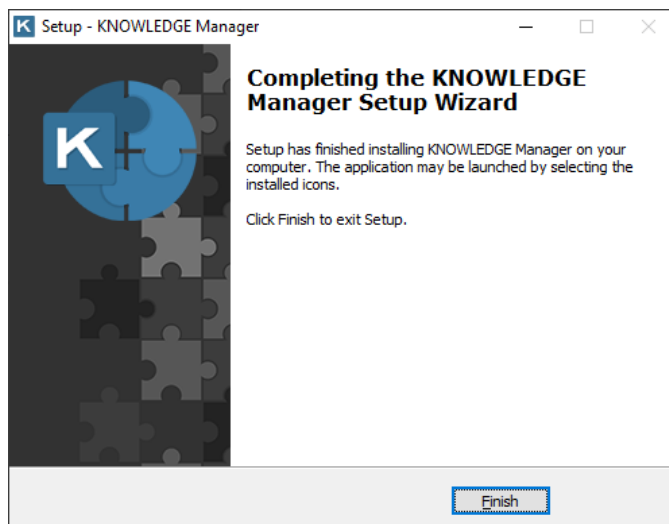 K Setup - KNOWLEDGE Manager
K
Completing the KNOWLEDGE
Manager Setup Wizard
Setup has finished installing KNOWLEDGE Manager on your
computer. The application may be launched by selecting the
installed icons.
Click Finish to exit Setup.
Finish